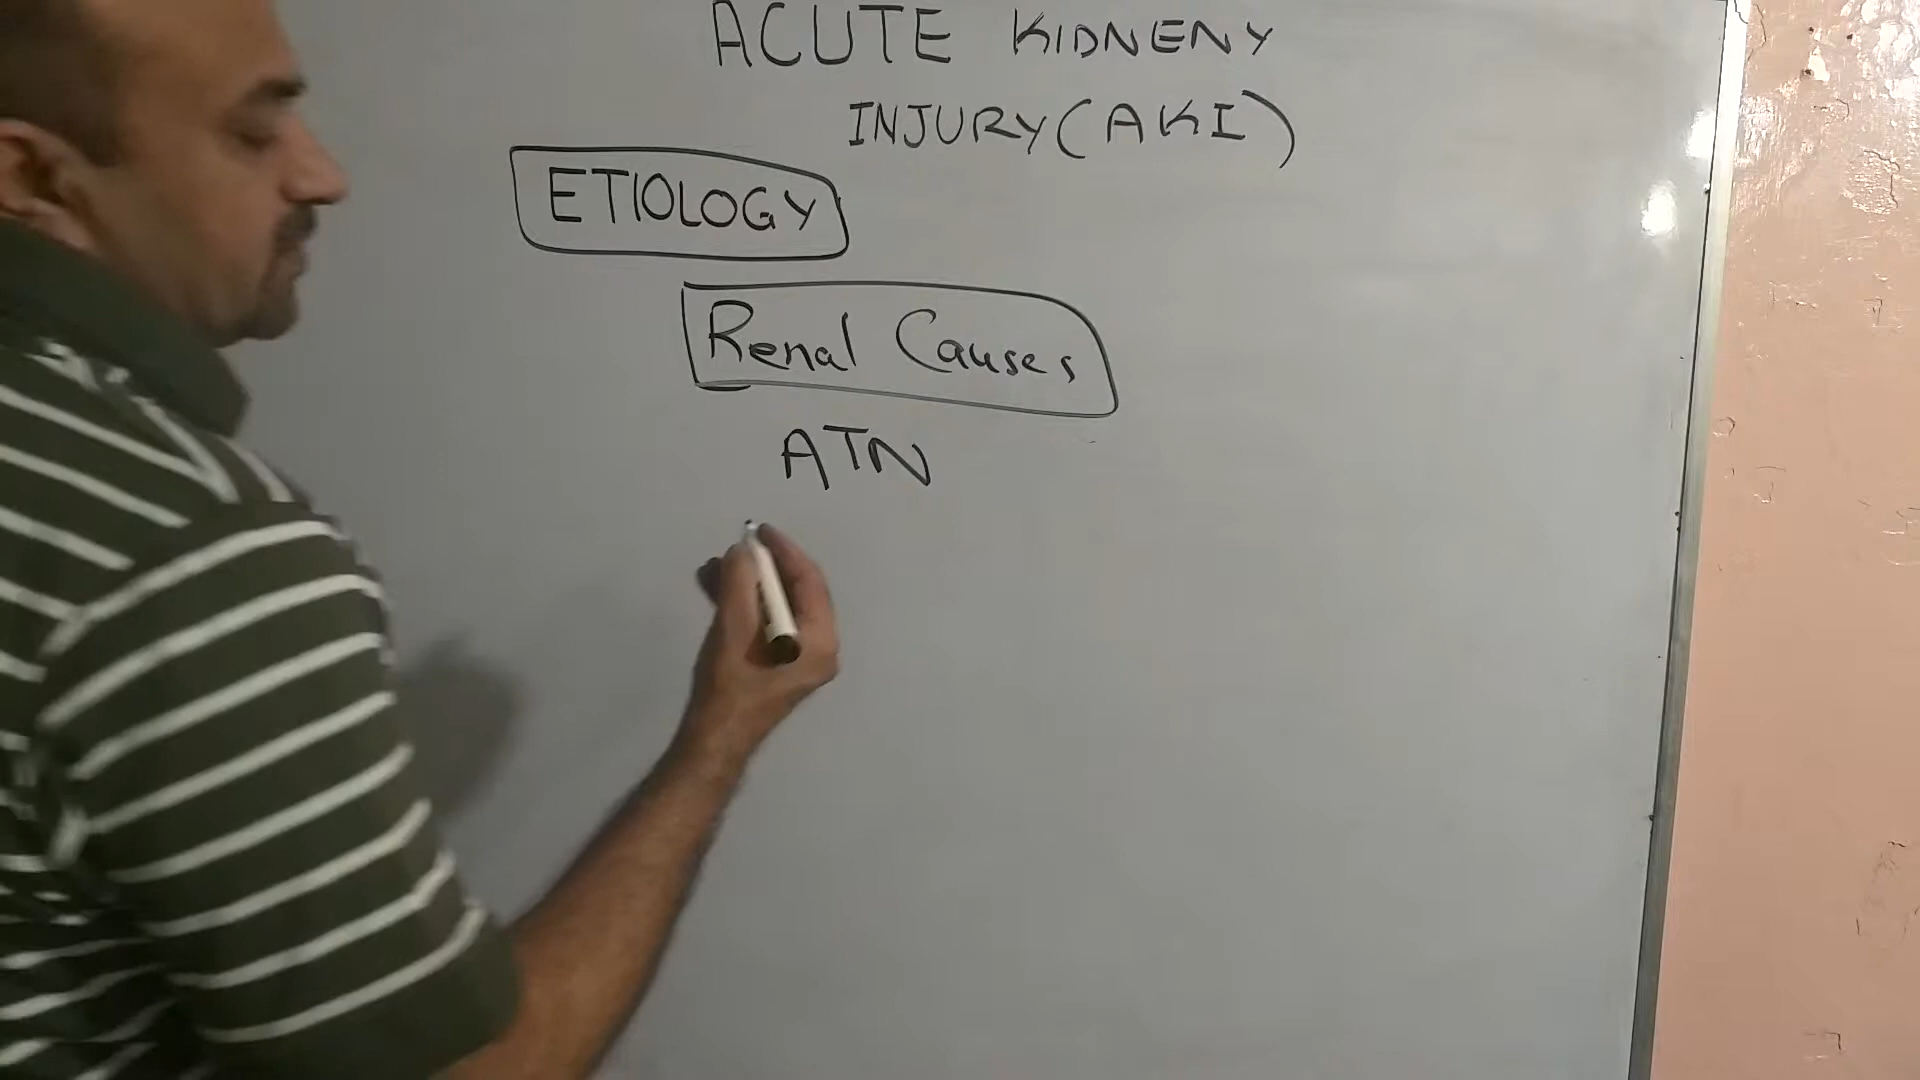 ACUTE KIDNENY
INJURY (AKI)
ETIOLOGY
Renal Causes
ATN